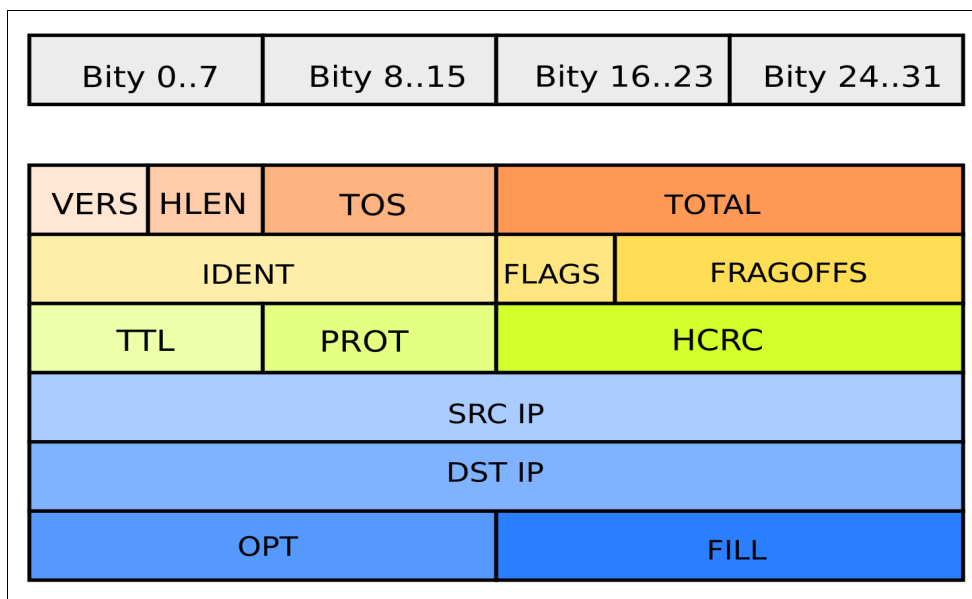 Bity 0..7 Bity 8..15 Bity 16..23 Bity 24..31
VERS HLEN TOS TOTAL
IDENT FLAGS FRAGOFFS
TTL PROT HCRC
SRC IP
DST IP
OPT FILL